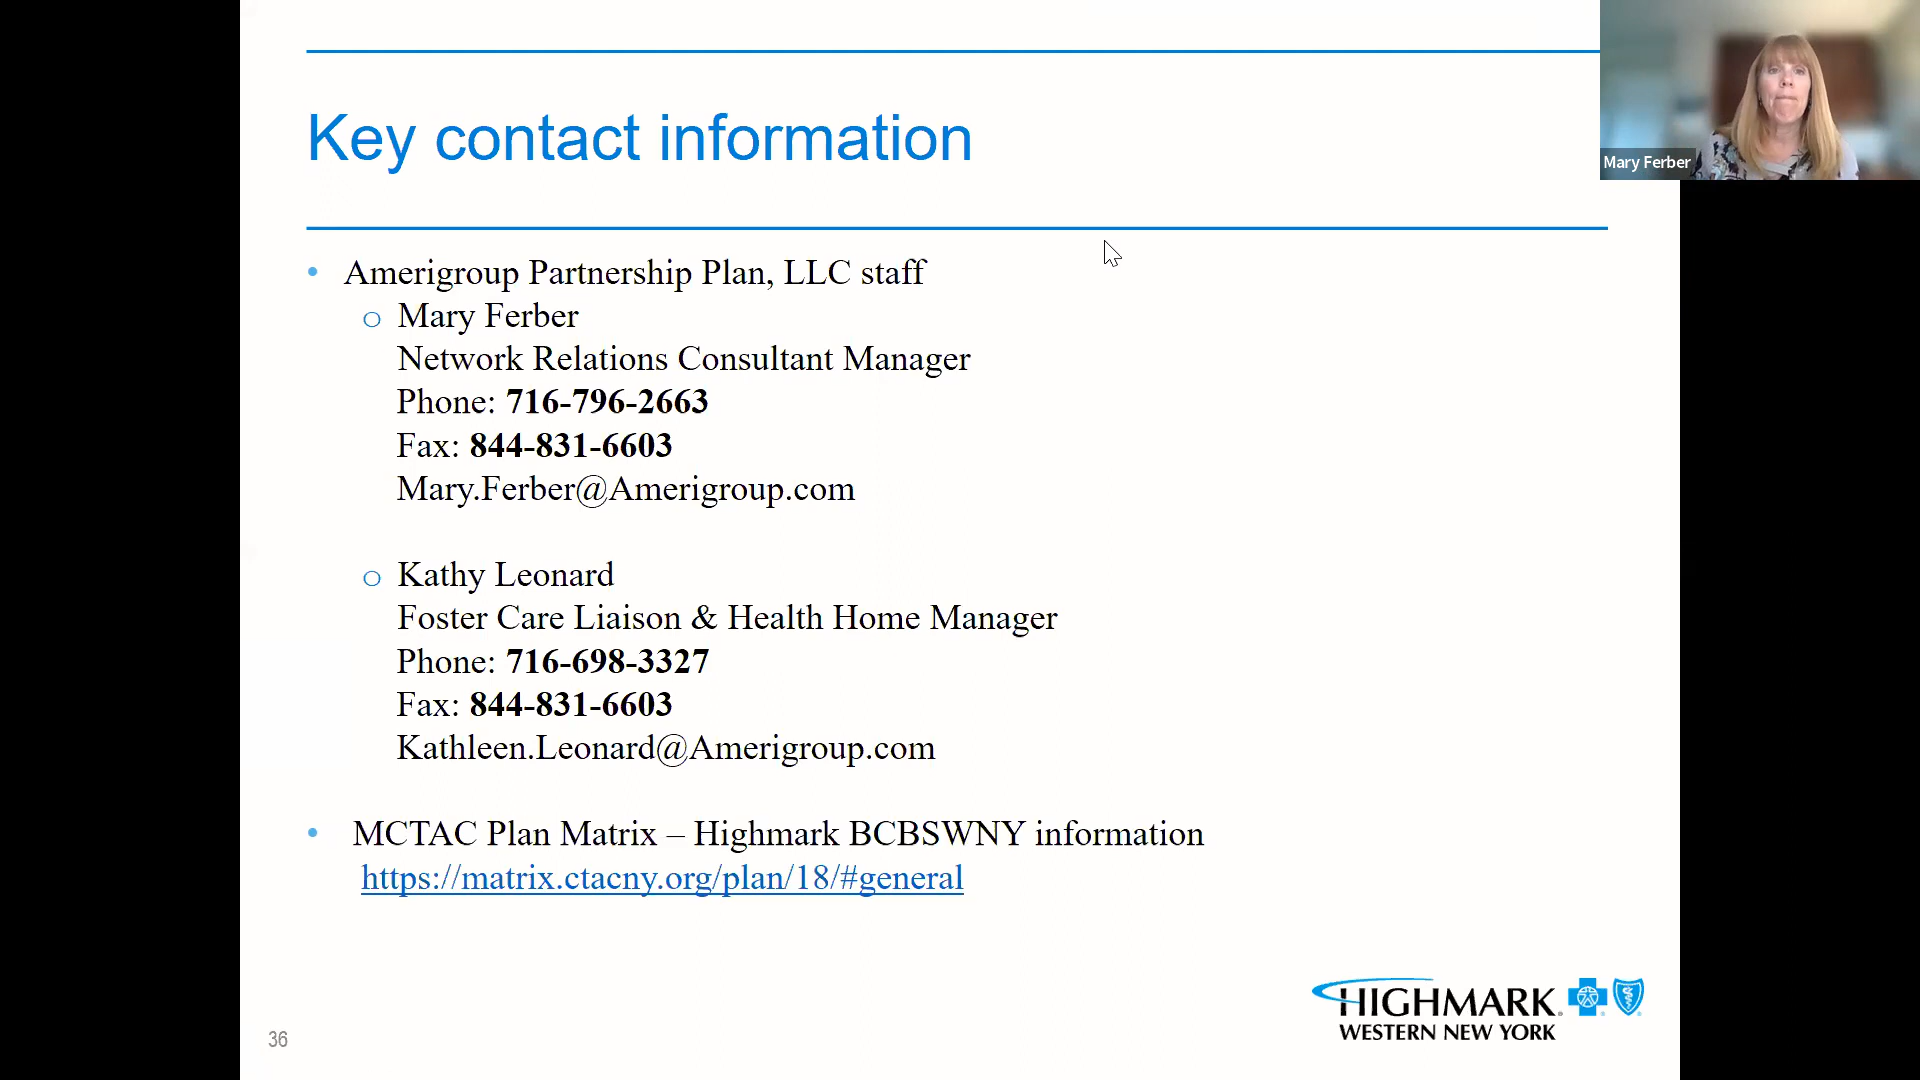 Key contact information
Mary Ferber
• Amerigroup Partnership Plan, LLC staff
o Mary Ferber
Network Relations Consultant Manager
Phone: 716-796-2663
Fax: 844-831-6603
Mary.Ferber@Amerigroup.com
o Kathy Leonard
Foster Care Liaison & Health Home Manager
Phone: 716-698-3327
Fax: 844-831-6603
Kathleen.Leonard@Amerigroup.com
• MCTAC Plan Matrix – Highmark BCBSWNY information
https://matrix.ctacny.org/plan/18/#general
HIGHMARK®
WESTERN NEW YORK
36